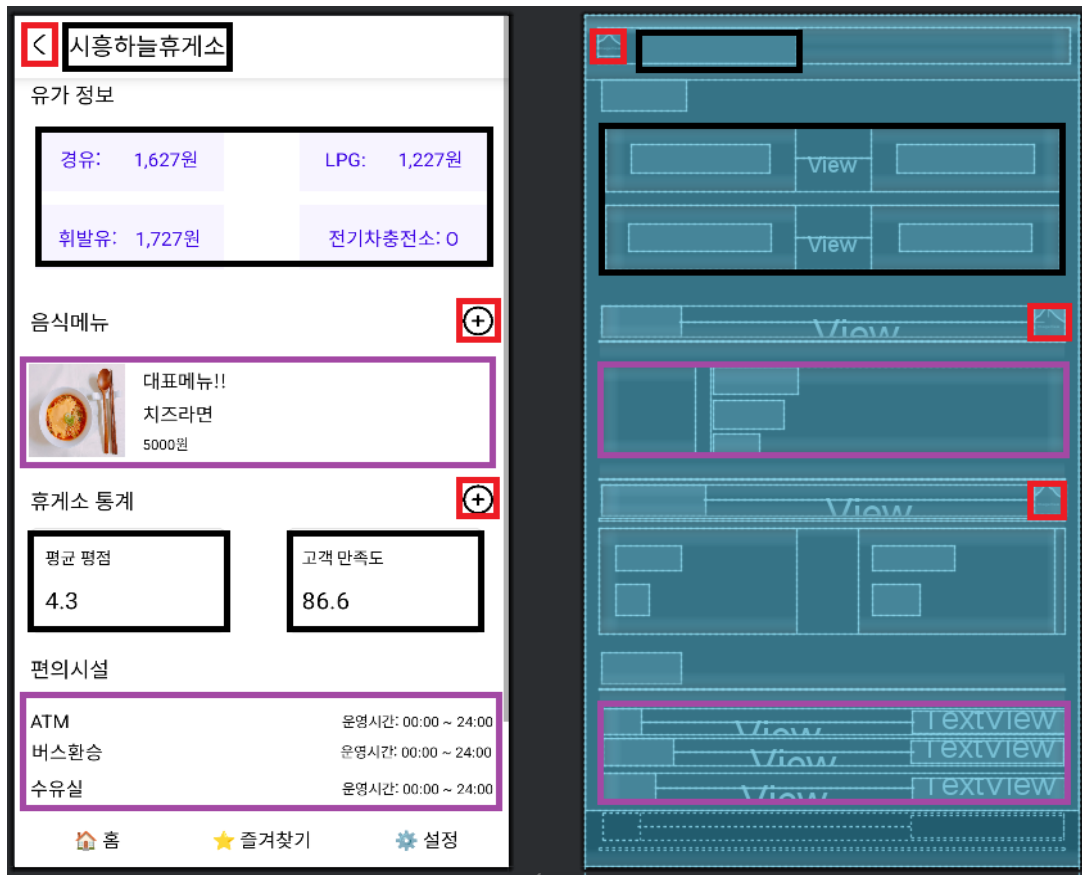 시흥하늘휴게소
유가 정보
경유: 1,627원 LPG: 1,227원
휘발유: 1,727원 전기차충전소: O
음식메뉴
대표메뉴!!
치즈라면
5000원
휴게소 통계
평균 평점 고객 만족도
4.3 86.6
편의시설
ATM 운영시간: 00:00 ~ 24:00
버스환승 운영시간: 00:00 ~ 24:00
수유실 운영시간: 00:00 ~ 24:00
홈 즐겨찾기 설정
View
View
View
View
View TextView
View TextView
View TextView